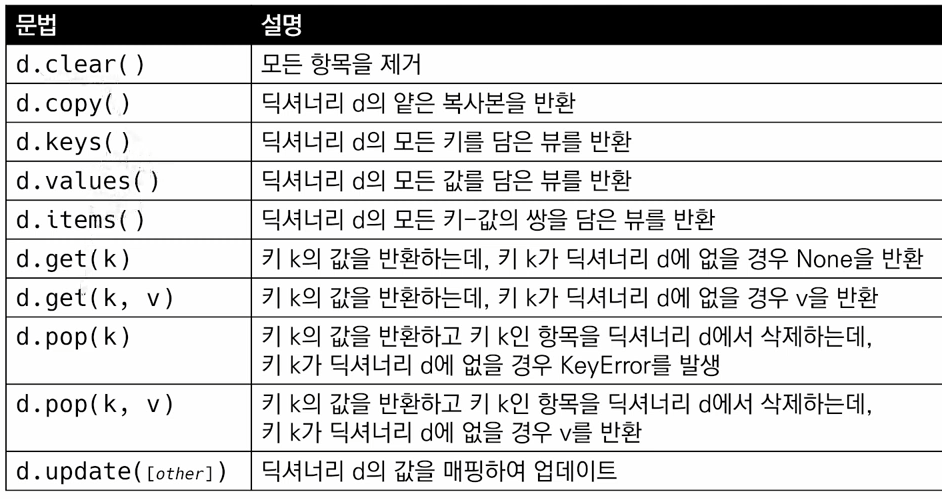 문법 설명
d.clear() 모든 항목을 제거
d.copy() 딕셔너리 d의 얕은 복사본을 반환
d.keys() 딕셔너리 d의 모든 키를 담은 뷰를 반환
d.values() 딕셔너리 d의 모든 값를 담은 뷰를 반환
d.items() 딕셔너리 d의 모든 키-값의 쌍을 담은 뷰를 반환
d.get(k) 키 k의 값을 반환하는데, 키 k가 딕셔너리 d에 없을 경우 None을 반환
d.get(k, v) 키 k의 값을 반환하는데, 키 k가 딕셔너리 d에 없을 경우 v을 반환
d.pop(k) 키 k의 값을 반환하고 키 k인 항목을 딕셔너리 d에서 삭제하는데,
키 k가 딕셔너리 d에 없을 경우 KeyError를 발생
d.pop(k, v) 키 k의 값을 반환하고 키 k인 항목을 딕셔너리 d에서 삭제하는데,
키 k가 딕셔너리 d에 없을 경우 v를 반환
d.update([other]) 딕셔너리 d의 값을 매핑하여 업데이트